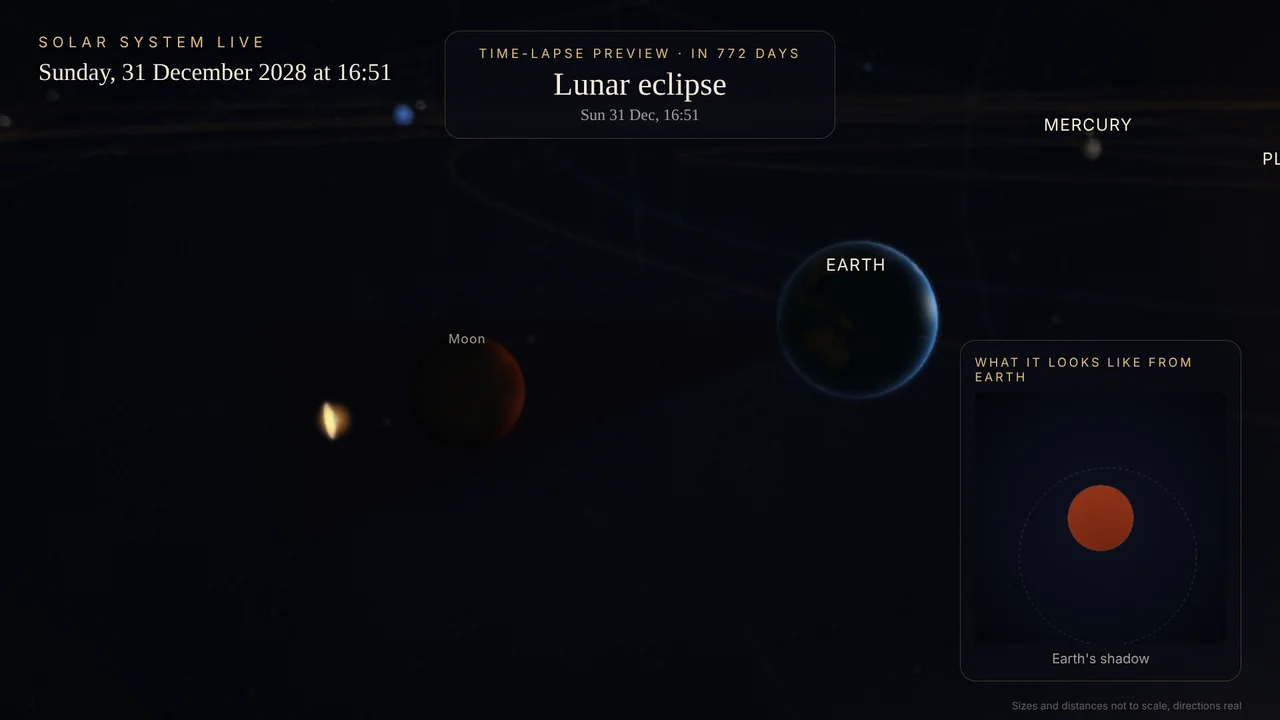 SOLAR SYSTEM LIVE
Sunday, 31 December 2028 at 16:51
TIME-LAPSE PREVIEW · IN 772 DAYS
Lunar eclipse
Sun 31 Dec, 16:51
MERCURY
PL
EARTH
Moon
WHAT IT LOOKS LIKE FROM
EARTH
Earth's shadow
Sizes and distances not to scale, directions real